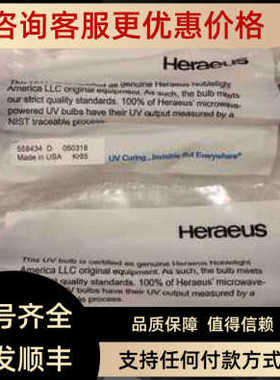 咨询客服更优惠价格
Heraeus
This UV bulb is certified as genuine Heraeus Noblelight
America LLC original equipment. As such, the bulb meets
our strict quality standards. 100% of Heraeus' microwave-
powered UV bulbs have their UV output measured by a
NIST traceable process.
558434 D 050318
Made in USA Kr85
UV Curing...Invisible But Everywhere®
Heraeus
This UV bulb is certified as genuine Heraeus Noblelight
America LLC original equipment. As such, the bulb meets
our strict quality standards. 100% of Heraeus' microwave-
powered UV bulbs have their UV output measured by a
NIST traceable process.
号齐全
品质保障 值得信赖
发顺丰
支持任何付款方式